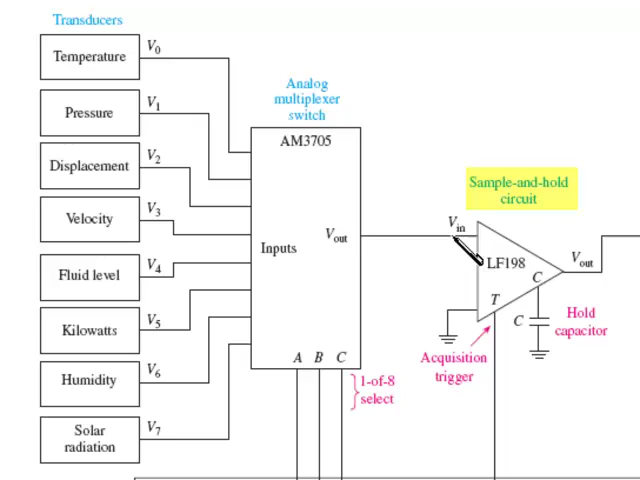 Transducers
Temperature
V0
Pressure
V1
Displacement
V2
Velocity
V3
Fluid level
V4
Kilowatts
V5
Humidity
V6
Solar
radiation
V7
Analog
multiplexer
switch
AM3705
Inputs
Vout
A B C
1-of-8
select
Sample-and-hold
circuit
Vin
LF198
C
T
Vout
C
Hold
capacitor
Acquisition
trigger